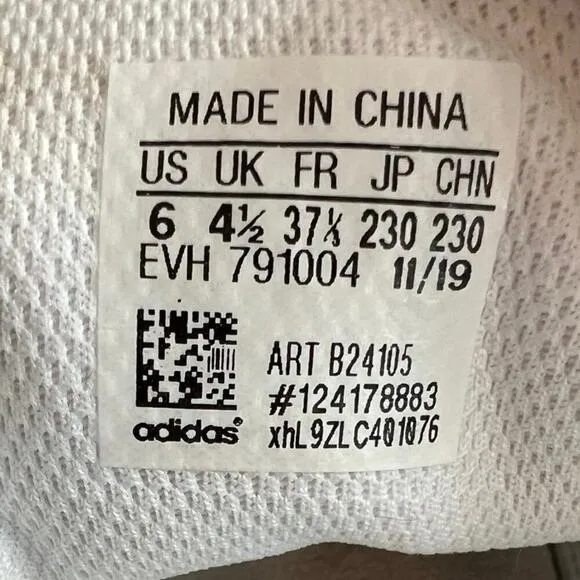 MADE IN CHINA
US UK FR JP CHN
6 4½ 37⅓ 230 230
EVH 791004 11/19
ART B24105
#124178883
adidas® xhL9ZLC401076